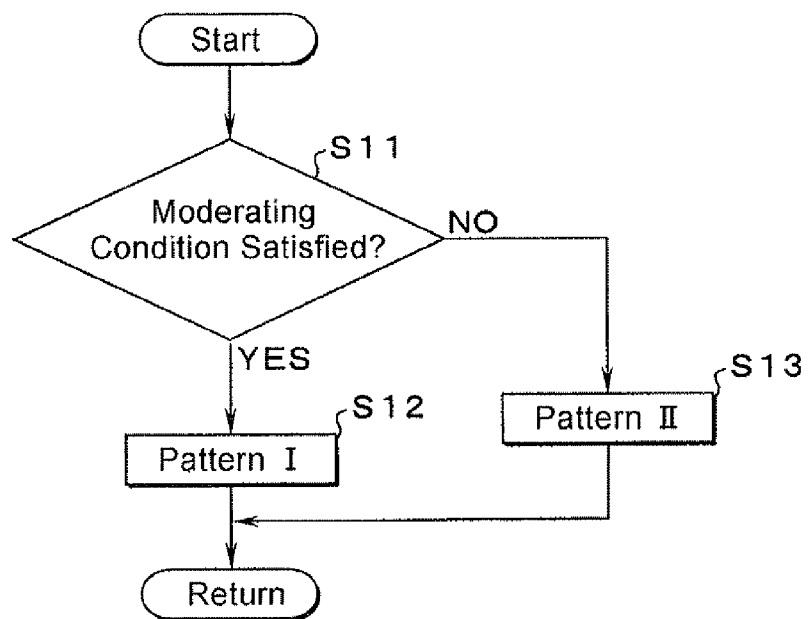 Start
S11
Moderating
Condition Satisfied?
NO
YES
S13
Pattern Ⅱ
S12
Pattern Ⅰ
Return